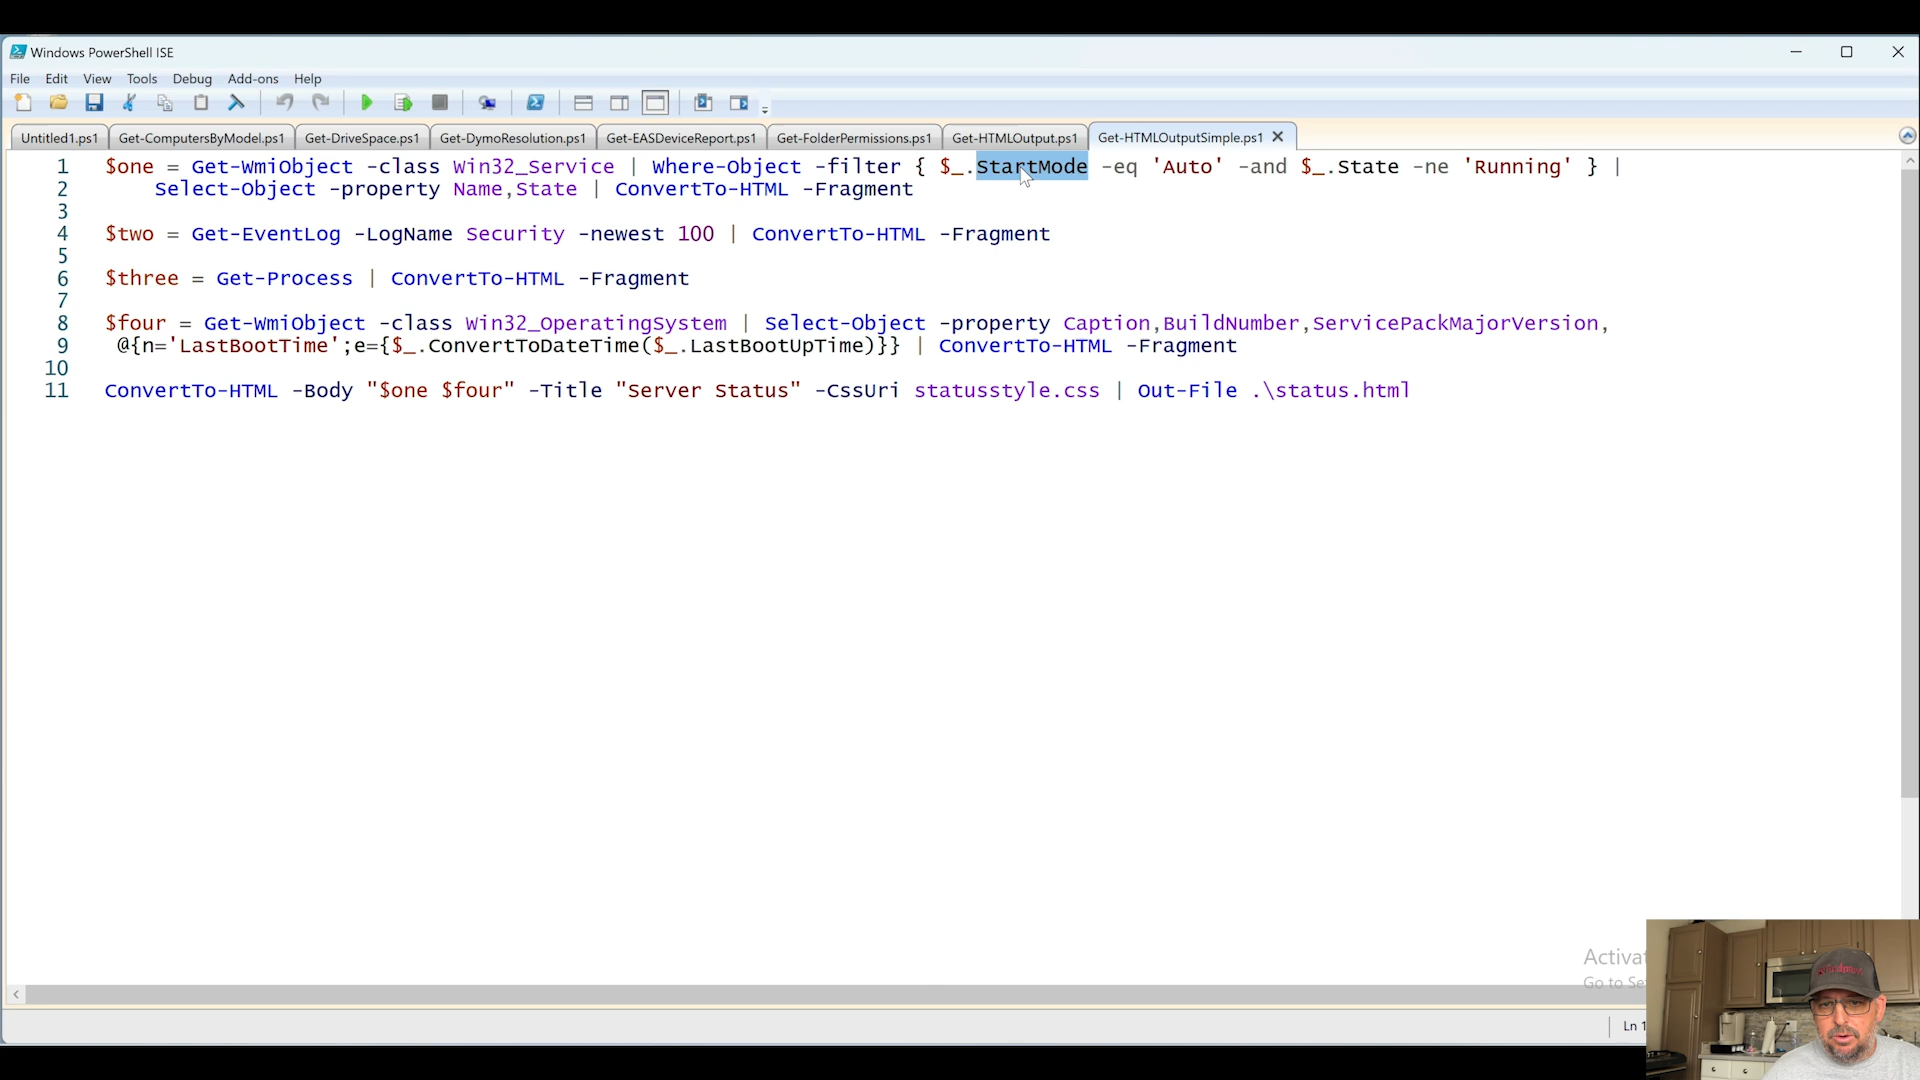 Windows PowerShell ISE
File Edit View Tools Debug Add-ons Help
Untitled1.ps1 Get-ComputersByModel.ps1 Get-DriveSpace.ps1 Get-DymoResolution.ps1 Get-EASDeviceReport.ps1 Get-FolderPermissions.ps1 Get-HTMLOutput.ps1 Get-HTMLOutputSimple.ps1
1 $one = Get-WmiObject -class Win32_Service | Where-Object -filter { $_.StartMode -eq 'Auto' -and $_.State -ne 'Running' } |
2 Select-Object -property Name,State | ConvertTo-HTML -Fragment
3
4 $two = Get-EventLog -LogName Security -newest 100 | ConvertTo-HTML -Fragment
5
6 $three = Get-Process | ConvertTo-HTML -Fragment
7
8 $four = Get-WmiObject -class Win32_OperatingSystem | Select-Object -property Caption,BuildNumber,ServicePackMajorVersion,
9 @{n='LastBootTime';e={$_.ConvertToDateTime($_.LastBootUpTime)}} | ConvertTo-HTML -Fragment
10
11 ConvertTo-HTML -Body "$one $four" -Title "Server Status" -CssUri statusstyle.css | Out-File .\status.html
Activat
Go to Se
Ln 1